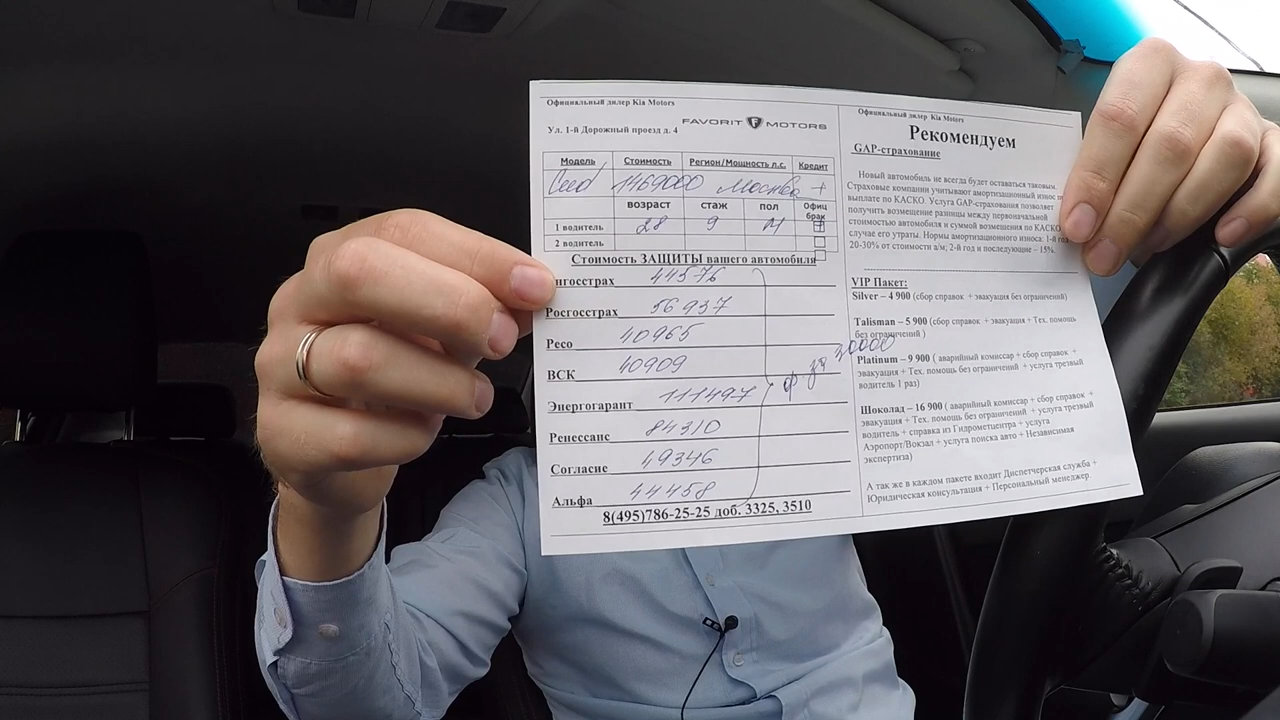 Официальный дилер Kia Motors
FAVORIT F MOTORS
Ул. 1-й Дорожный проезд д. 4
Модель Стоимость Регион/Мощность л.с. Кредит
Ceed 1469000 Москва +
возраст стаж пол Офиц брак
1 водитель 28 9 М
2 водитель
Стоимость ЗАЩИТЫ вашего автомобиля
нгосстрах 44576
Росгосстрах 56937
Ресо 40965
ВСК 40909
Энергогарант 111497
Ренессанс 84310
Согласие 49346
Альфа 44458
8(495)786-25-25 доб. 3325, 3510
30000
Официальный дилер Kia Motors
Рекомендуем
GAP-страхование
Новый автомобиль не всегда будет оставаться таковым.
Страховые компании учитывают амортизационный износ
выплате по КАСКО. Услуга GAP-страхования позволяет
получить возмещение разницы между первоначальной
стоимостью автомобиля и суммой возмещения по КАСКО
случае его утраты. Нормы амортизационного износа: 1-й год
20-30% от стоимости а/м; 2-й год и последующие – 15%.
VIP Пакет:
Silver – 4 900 (сбор справок + эвакуация без ограничений)
Talisman – 5 900 (сбор справок + эвакуация + Тех. помощь
без ограничений )
Platinum – 9 900 ( аварийный комиссар + сбор справок +
эвакуация + Тех. помощь без ограничений + услуга трезвый
водитель 1 раз)
Шоколад – 16 900 ( аварийный комиссар + сбор справок +
эвакуация + Тех. помощь без ограничений + услуга трезвый
водитель + справка из Гидрометцентра + услуга
Аэропорт/Вокзал + услуга поиска авто + Независимая
экспертиза)
А так же в каждом пакете входит Диспетчерская служба +
Юридическая консультация + Персональный менеджер.